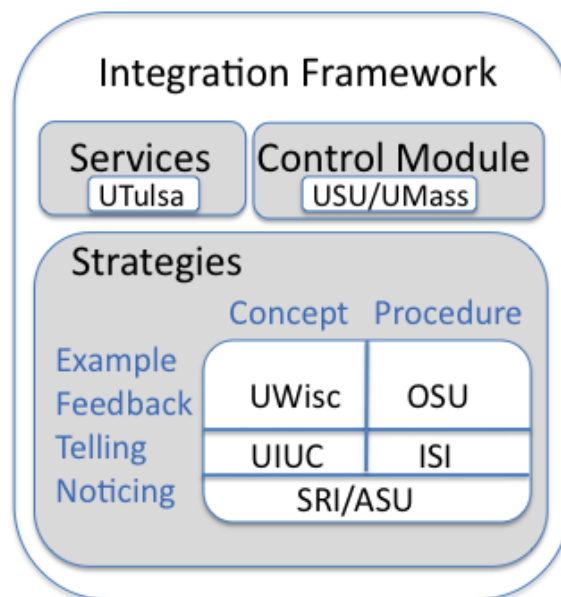 Integration Framework
Services Control Module
UTulsa USU/UMass
Strategies
Concept Procedure
Example
Feedback UWisc OSU
Telling UIUC ISI
Noticing SRI/ASU